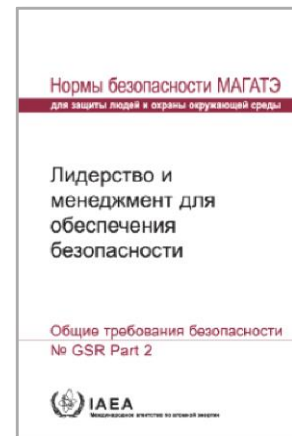 Нормы безопасности МАГАТЭ
для защиты людей и охраны окружающей среды
Лидерство и
менеджмент для
обеспечения
безопасности
Общие требования безопасности
№ GSR Part 2
IAEA
Международное агентство по атомной энергии